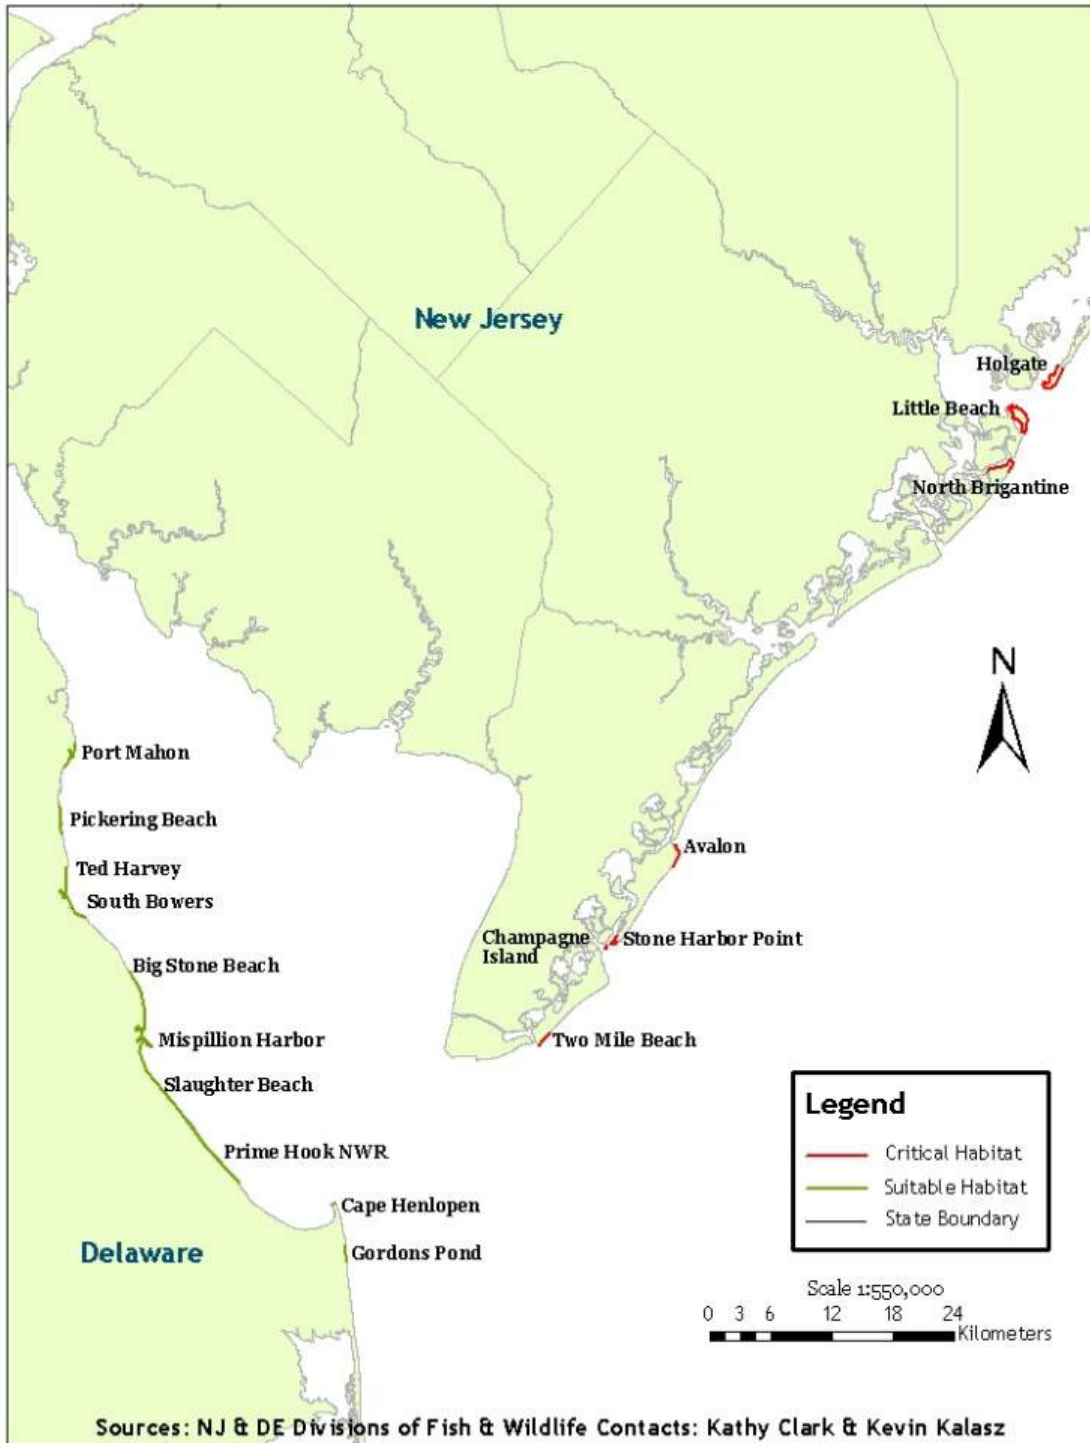 New Jersey
Holgate
Little Beach
North Brigantine
N
Port Mahon
Pickering Beach
Avalon
Ted Harvey
South Bowers
Champagne
Island
Stone Harbor Point
Big Stone Beach
Mispillion Harbor
Two Mile Beach
Slaughter Beach
Legend
Critical Habitat
Suitable Habitat
State Boundary
Prime Hook NWR
Cape Henlopen
Delaware
Gordons Pond
Scale 1:550,000
0 3 6 12 18 24
Kilometers
Sources: NJ & DE Divisions of Fish & Wildlife Contacts: Kathy Clark & Kevin Kalasz